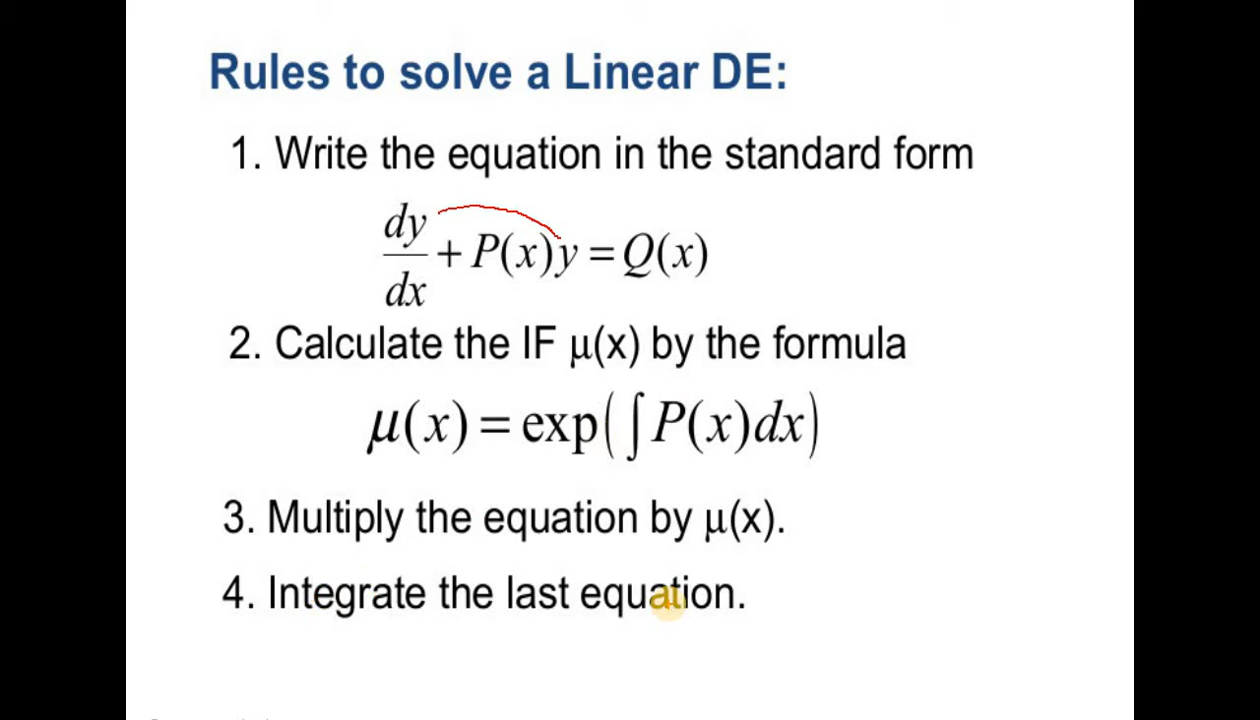 Rules to solve a Linear DE:
1. Write the equation in the standard form
dy/dx + P(x)y = Q(x)
2. Calculate the IF μ(x) by the formula
μ(x) = exp(∫P(x)dx)
3. Multiply the equation by μ(x).
4. Integrate the last equation.